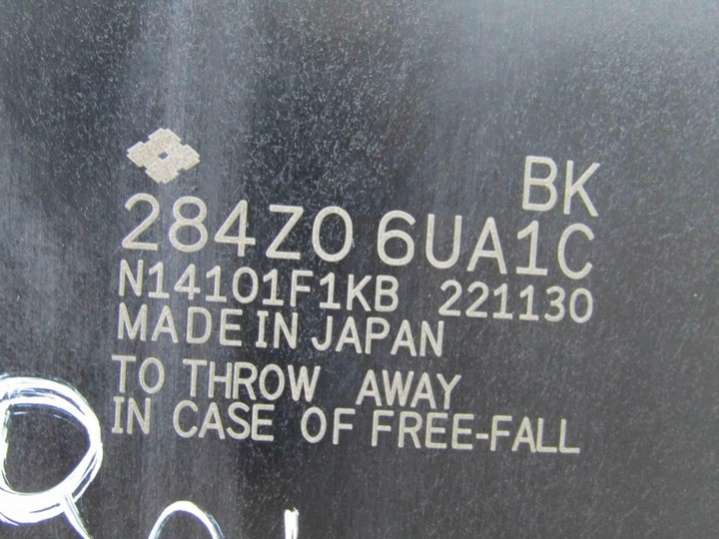 BK
284Z0 6UA1C
N14101F1KB 221130
MADE IN JAPAN
TO THROW AWAY
IN CASE OF FREE-FALL